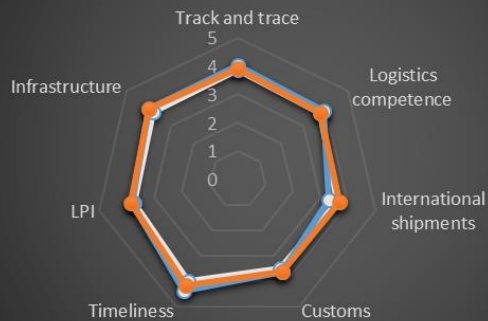 Track and trace
5
4
3
2
1
0
Logistics
competence
International
shipments
Customs
Timeliness
LPI
Infrastructure